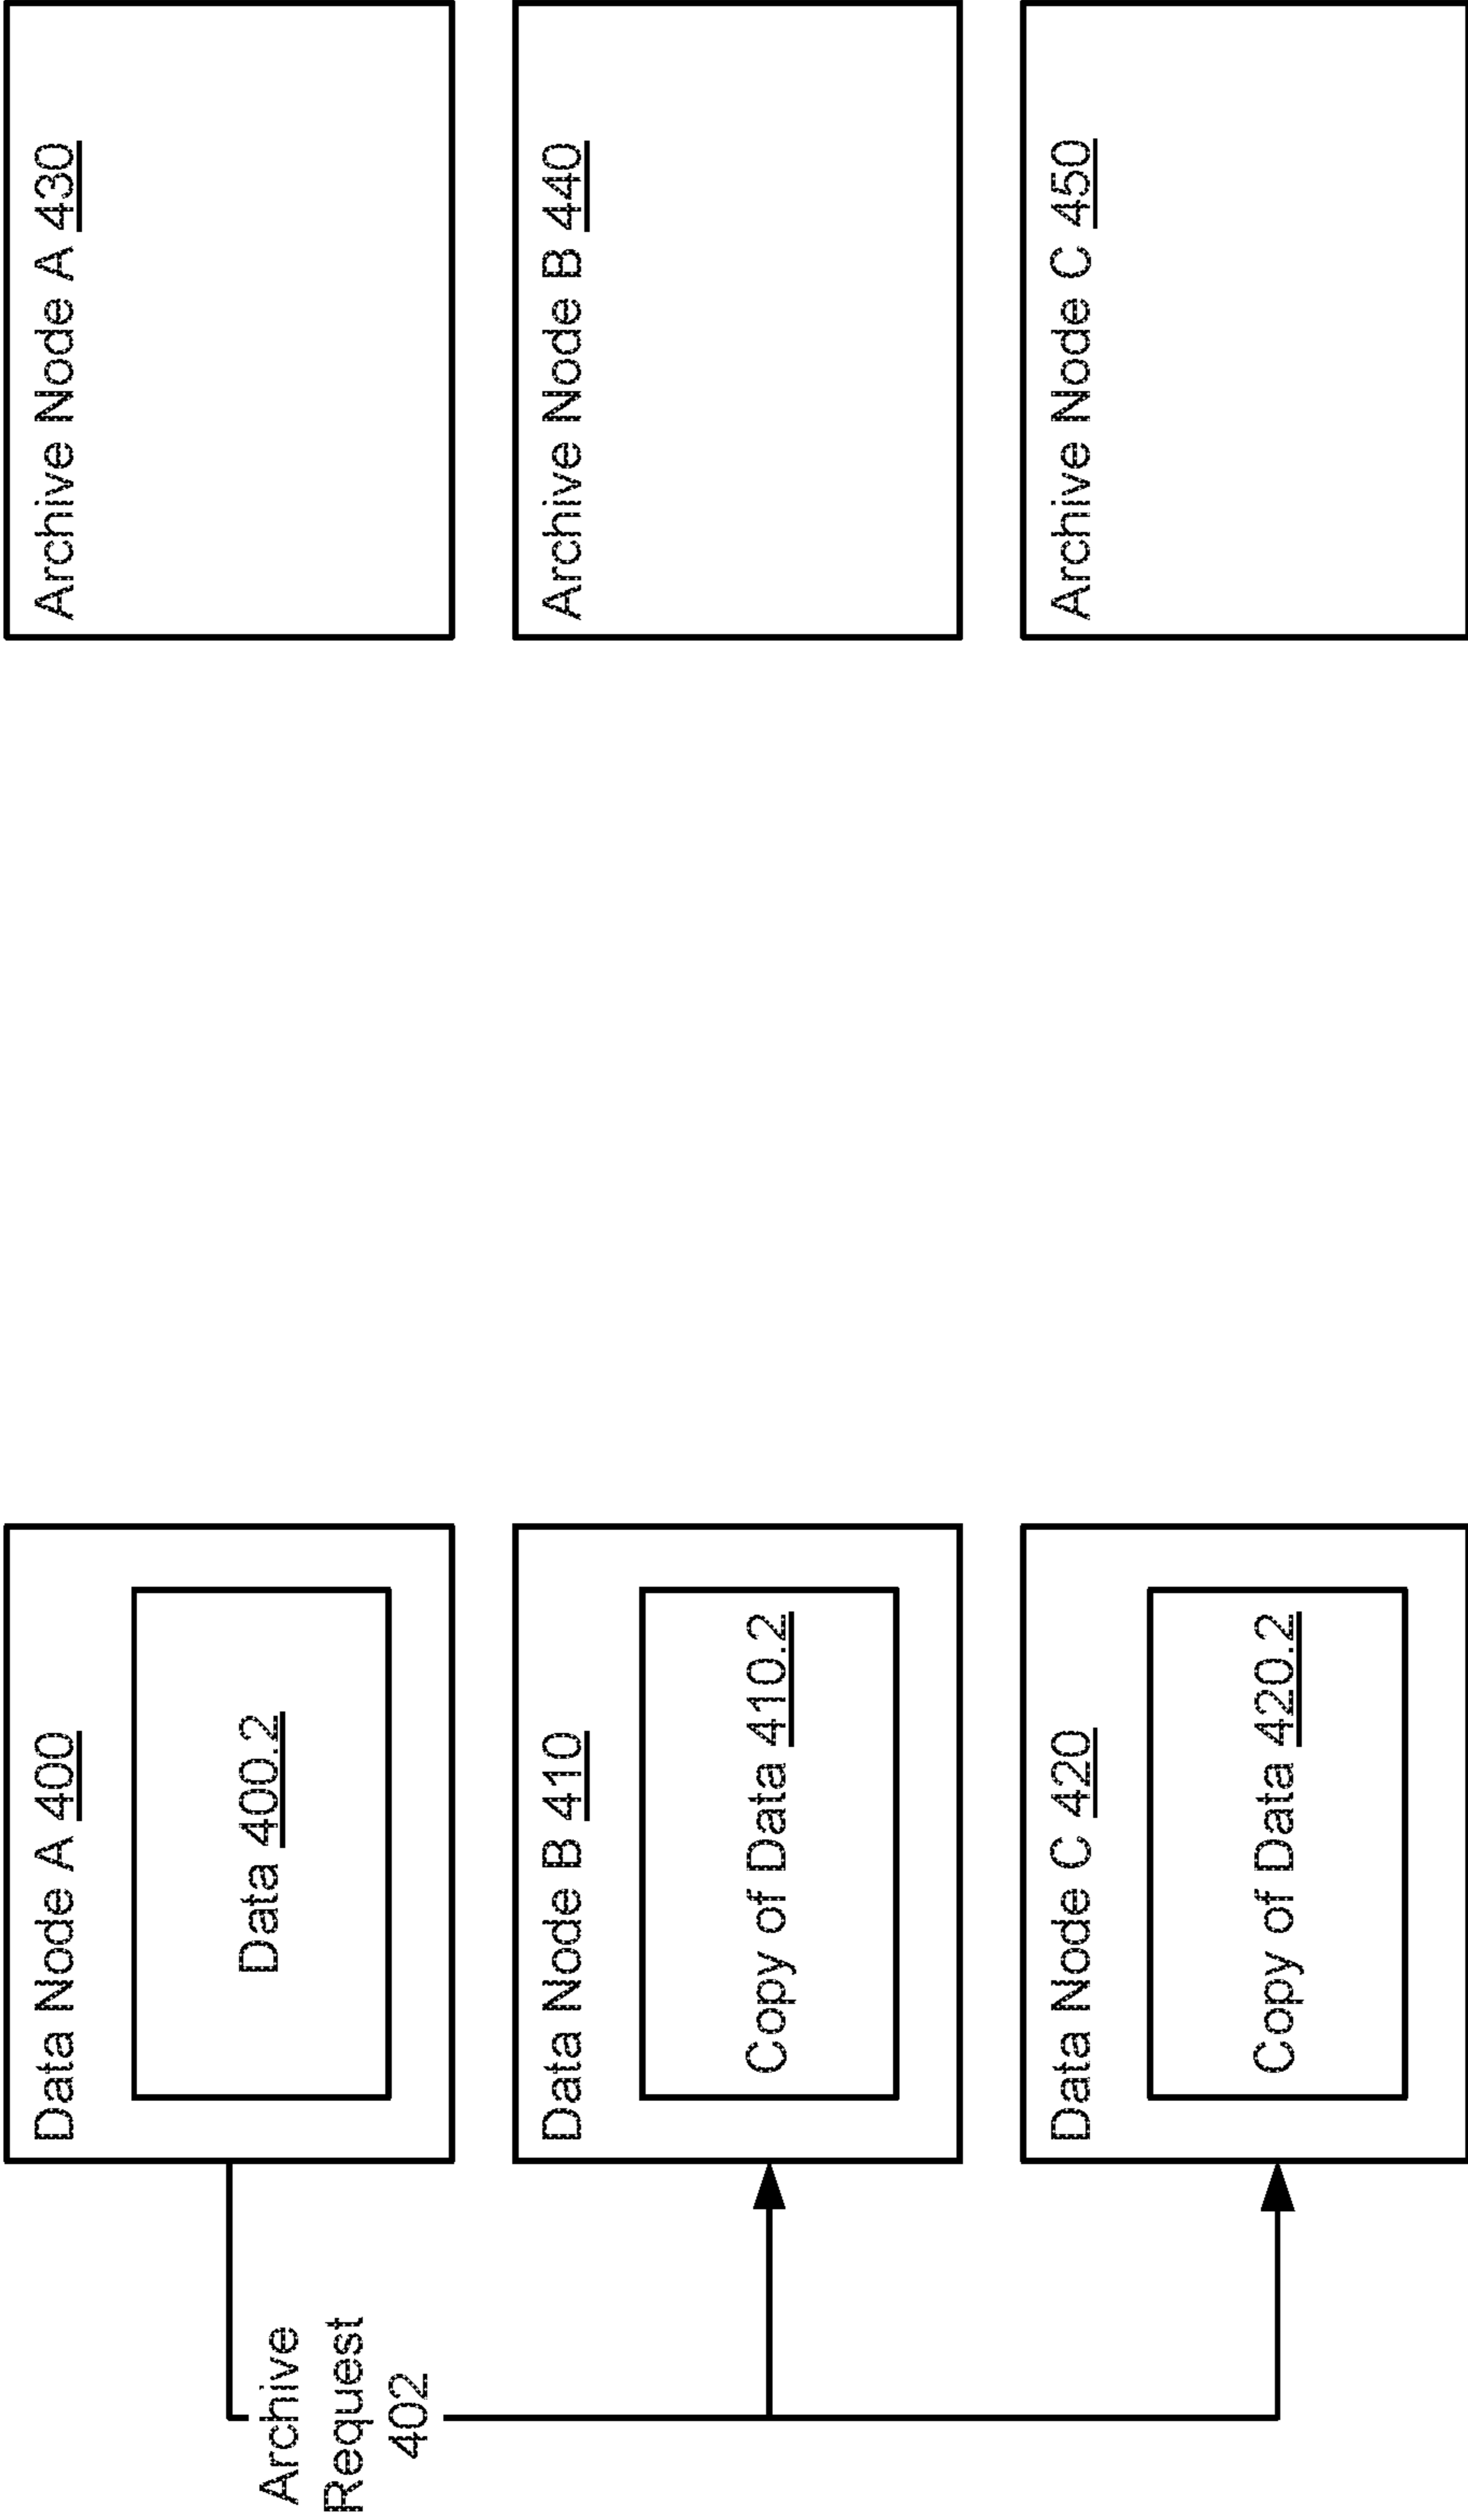 Archive
Request
402
Data Node A 400
Data 400.2
Archive Node A 430
Data Node B 410
Copy of Data 410.2
Archive Node B 440
Data Node C 420
Copy of Data 420.2
Archive Node C 450